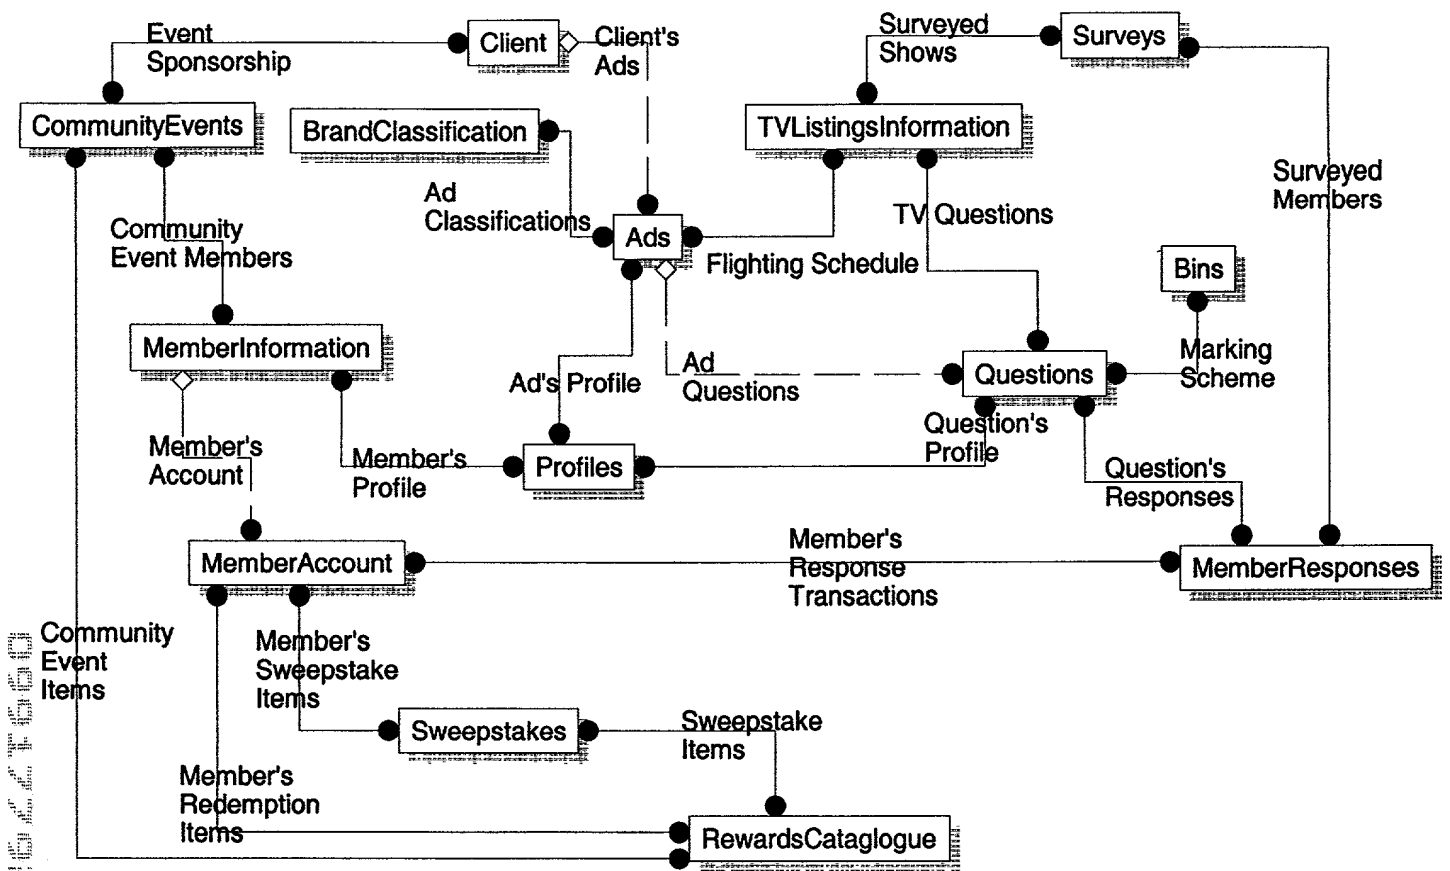 Event
Sponsorship
Client
Client's
Ads
Surveyed
Shows
Surveys
CommunityEvents
BrandClassification
TVListingsInformation
Surveyed
Members
Ad
Classifications
Ads
TV Questions
Community
Event Members
Flighting Schedule
Bins
MemberInformation
Ad's Profile
Ad
Questions
Questions
Marking
Scheme
Member's
Account
Member's
Profile
Profiles
Question's
Profile
Question's
Responses
MemberAccount
Member's
Response
Transactions
MemberResponses
Community
Event
Items
Member's
Sweepstake
Items
Sweepstakes
Sweepstake
Items
Member's
Redemption
Items
RewardsCataglogue